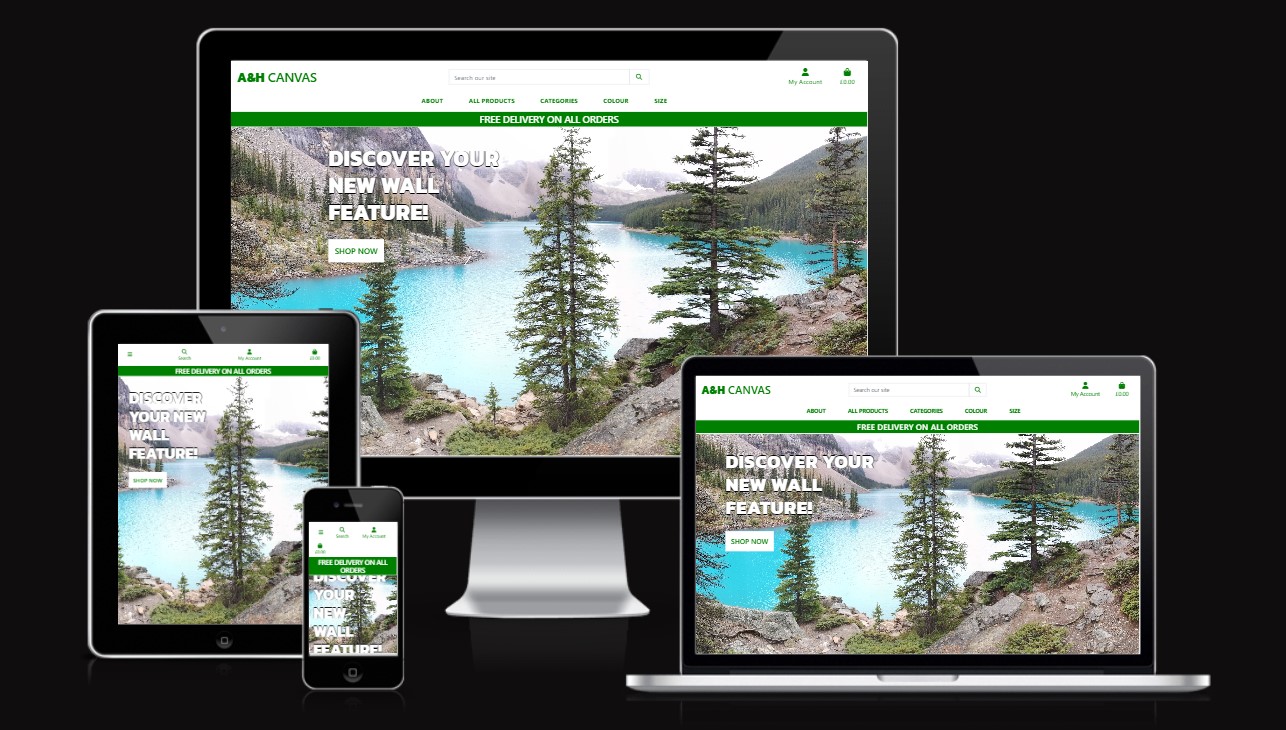 A&H CANVAS
Search our site
My Account
£0.00
ABOUT ALL PRODUCTS CATEGORIES COLOUR SIZE
FREE DELIVERY ON ALL ORDERS
DISCOVER YOUR
NEW WALL
FEATURE!
SHOP NOW
Search
My Account
£0.00
FREE DELIVERY ON ALL ORDERS
DISCOVER
YOUR NEW
WALL
FEATURE!
SHOP NOW
Search
My Account
£0.00
FREE DELIVERY ON ALL
ORDERS
DISCOVER
YOUR
NEW
WALL
FEATURE!
A&H CANVAS
Search our site
My Account
£0.00
ABOUT ALL PRODUCTS CATEGORIES COLOUR SIZE
FREE DELIVERY ON ALL ORDERS
DISCOVER YOUR
NEW WALL
FEATURE!
SHOP NOW